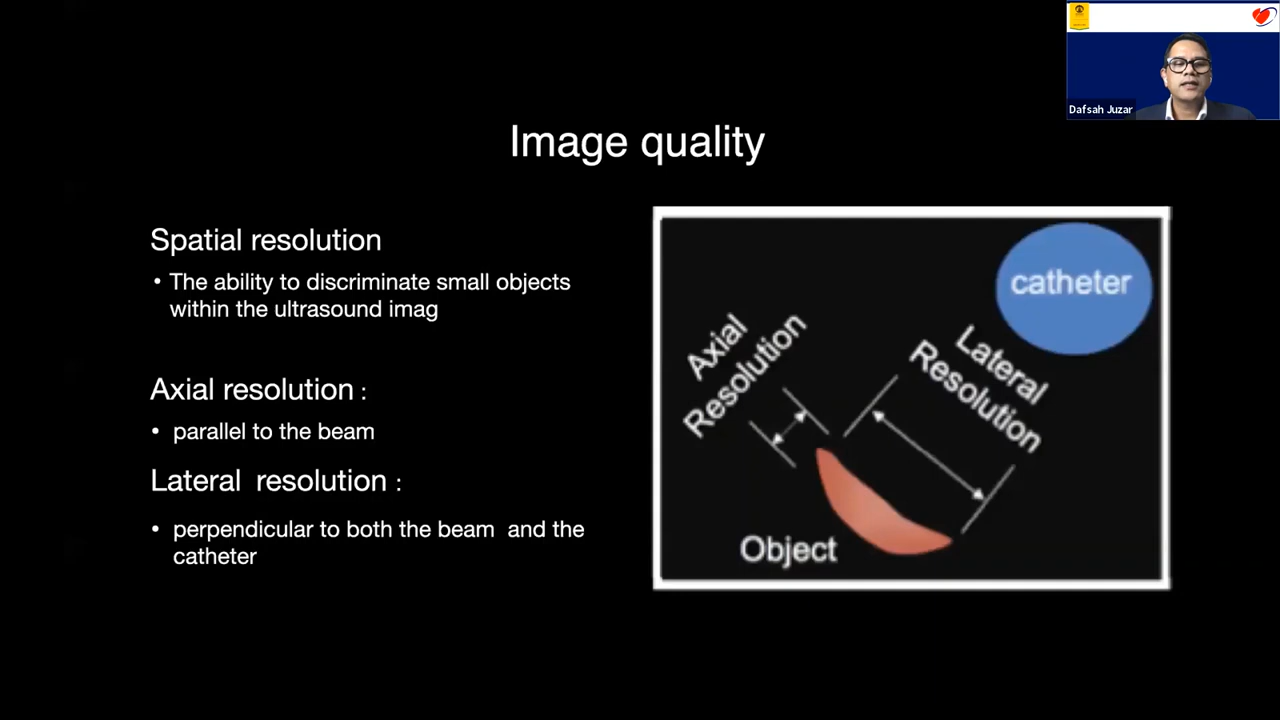 Dafsah Juzar
Image quality
Spatial resolution
• The ability to discriminate small objects
within the ultrasound imag
Axial resolution :
• parallel to the beam
Lateral resolution :
• perpendicular to both the beam and the
catheter
catheter
Axial
Resolution
Lateral
Resolution
Object